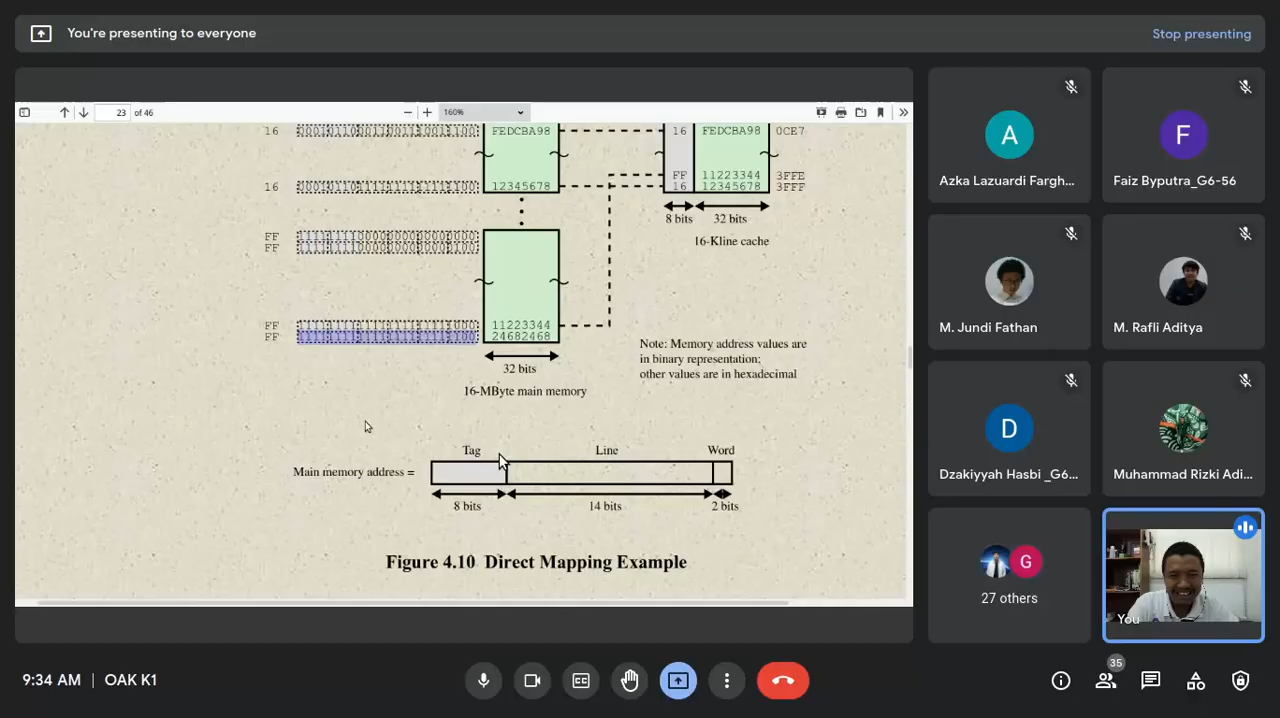 You're presenting to everyone
Stop presenting
23 of 46
160%
16
FEDCBA98
16
FEDCBA98
0CE7
16
12345678
FF
11223344
3FFE
16
12345678
3FFF
8 bits
32 bits
16-Kline cache
FF
FF
FF
11223344
FF
24682468
32 bits
16-MByte main memory
Note: Memory address values are
in binary representation;
other values are in hexadecimal
Tag
Line
Word
Main memory address =
8 bits
14 bits
2 bits
Figure 4.10 Direct Mapping Example
A
Azka Lazuardi Fargh...
F
Faiz Byputra_G6-56
M. Jundi Fathan
M. Rafli Aditya
D
Dzakiyyah Hasbi _G6...
Muhammad Rizki Adi...
G
27 others
You
9:34 AM | OAK K1
CC
35